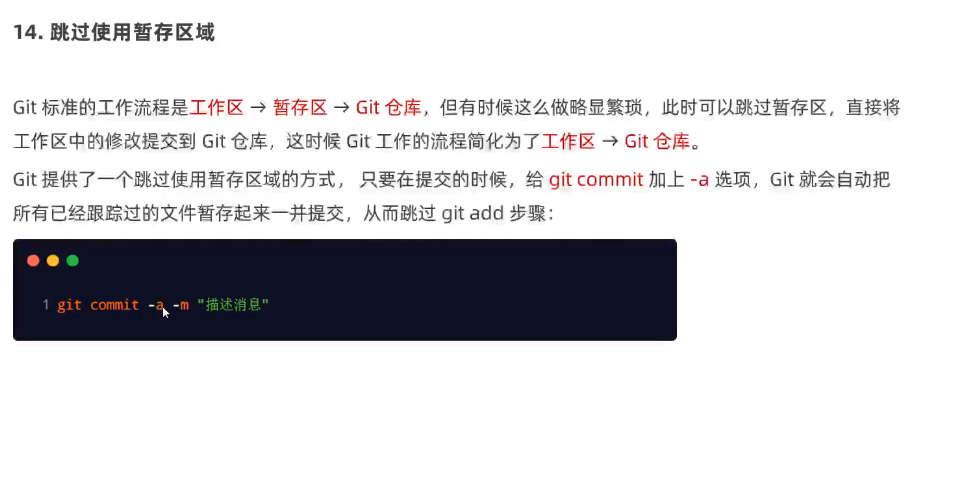 14. 跳过使用暂存区域
Git 标准的工作流程是工作区 → 暂存区 → Git 仓库，但有时候这么做略显繁琐，此时可以跳过暂存区，直接将
工作区中的修改提交到 Git 仓库，这时候 Git 工作的流程简化为了工作区 → Git 仓库。
Git 提供了一个跳过使用暂存区域的方式， 只要在提交的时候，给 git commit 加上 -a 选项，Git 就会自动把
所有已经跟踪过的文件暂存起来一并提交，从而跳过 git add 步骤：
1 git commit -a -m "描述消息"